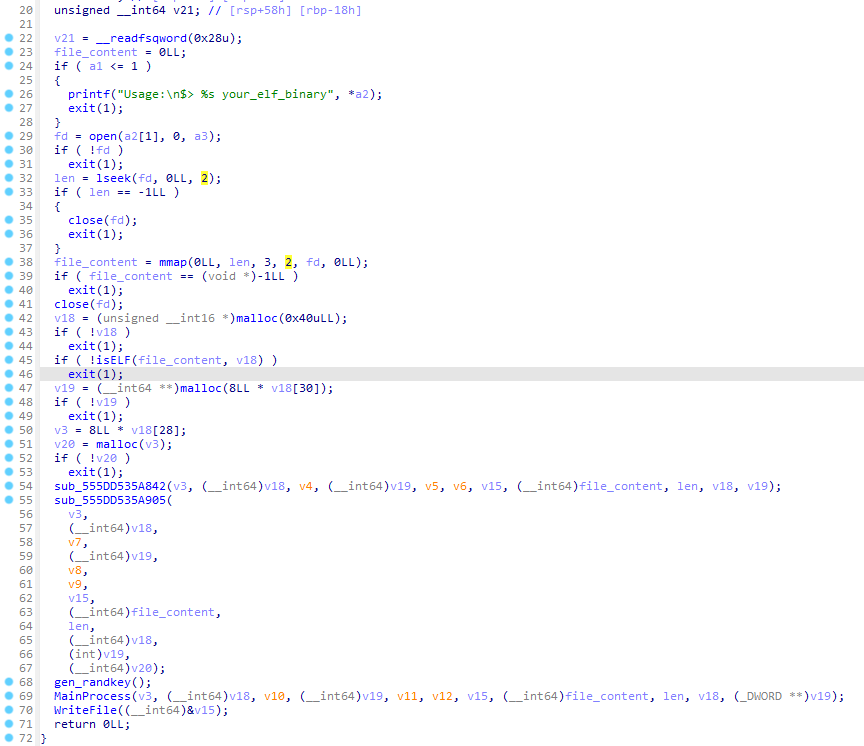 20 unsigned __int64 v21; // [rsp+58h] [rbp-18h]
21
22 v21 = __readfsqword(0x28u);
23 file_content = 0LL;
24 if ( a1 <= 1 )
25 {
26 printf("Usage:\n$> %s your_elf_binary", *a2);
27 exit(1);
28 }
29 fd = open(a2[1], 0, a3);
30 if ( !fd )
31 exit(1);
32 len = lseek(fd, 0LL, 2);
33 if ( len == -1LL )
34 {
35 close(fd);
36 exit(1);
37 }
38 file_content = mmap(0LL, len, 3, 2, fd, 0LL);
39 if ( file_content == (void *)-1LL )
40 exit(1);
41 close(fd);
42 v18 = (unsigned __int16 *)malloc(0x40uLL);
43 if ( !v18 )
44 exit(1);
45 if ( !isELF(file_content, v18) )
46 exit(1);
47 v19 = (__int64 **)malloc(8LL * v18[30]);
48 if ( !v19 )
49 exit(1);
50 v3 = 8LL * v18[28];
51 v20 = malloc(v3);
52 if ( !v20 )
53 exit(1);
54 sub_555DD535A842(v3, (__int64)v18, v4, (__int64)v19, v5, v6, v15, (__int64)file_content, len, v18, v19);
55 sub_555DD535A905(
56 v3,
57 (__int64)v18,
58 v7,
59 (__int64)v19,
60 v8,
61 v9,
62 v15,
63 (__int64)file_content,
64 len,
65 (__int64)v18,
66 (int)v19,
67 (__int64)v20);
68 gen_randkey();
69 MainProcess(v3, (__int64)v18, v10, (__int64)v19, v11, v12, v15, (__int64)file_content, len, v18, (_DWORD **)v19);
70 WriteFile((__int64)&v15);
71 return 0LL;
72 }